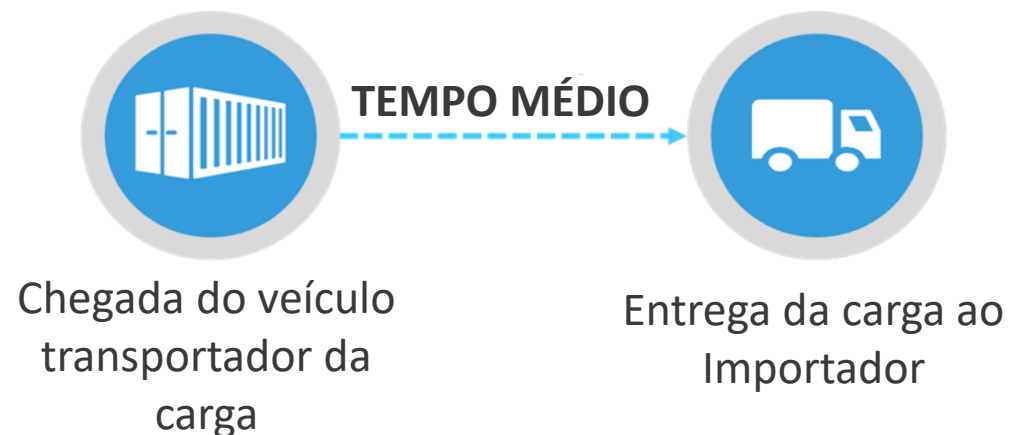 TEMPO MÉDIO
Chegada do veículo
transportador da
carga
Entrega da carga ao
Importador